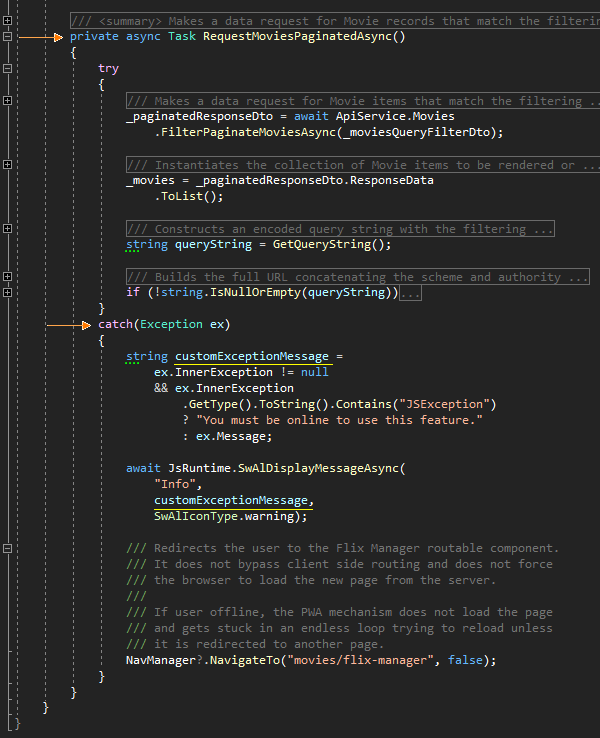 /// <summary> Makes a data request for Movie records that match the filtering
private async Task RequestMoviesPaginatedAsync()
{
try
{
/// Makes a data request for Movie items that match the filtering ...
_paginatedResponseDto = await ApiService.Movies
.FilterPaginateMoviesAsync(_moviesQueryFilterDto);
/// Instantiates the collection of Movie items to be rendered or ...
_movies = _paginatedResponseDto.ResponseData
.ToList();
/// Constructs an encoded query string with the filtering ...
string queryString = GetQueryString();
/// Builds the full URL concatenating the scheme and authority ...
if (!string.IsNullOrEmpty(queryString))...
}
catch(Exception ex)
{
string customExceptionMessage =
ex.InnerException != null
&& ex.InnerException
.GetType().ToString().Contains("JSException")
? "You must be online to use this feature."
: ex.Message;
await JsRuntime.SwAlDisplayMessageAsync(
"Info",
customExceptionMessage,
SwAlIconType.warning);
/// Redirects the user to the Flix Manager routable component.
/// It does not bypass client side routing and does not force
/// the browser to load the new page from the server.
///
/// If user offline, the PWA mechanism does not load the page
/// and gets stuck in an endless loop trying to reload unless
/// it is redirected to another page.
NavManager?.NavigateTo("movies/flix-manager", false);
}
}
}
}